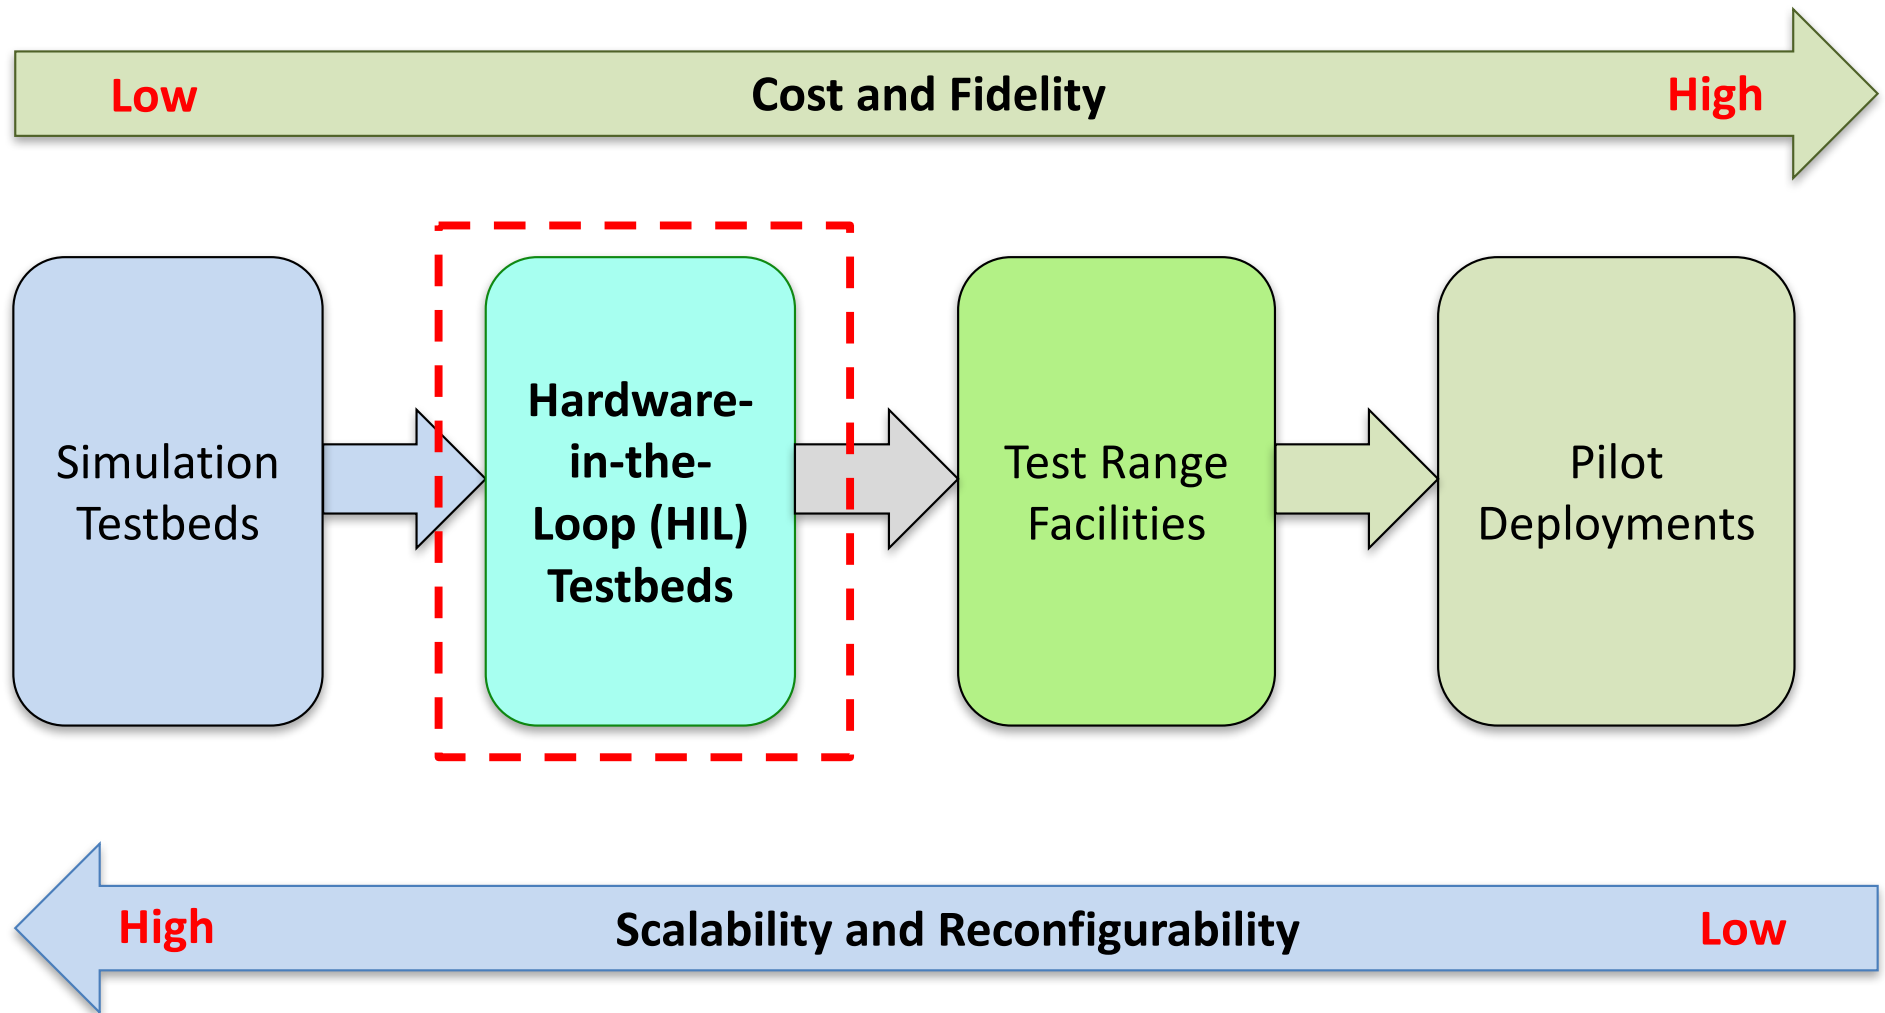 Low Cost and Fidelity High
Simulation
Testbeds
Hardware-
in-the-
Loop (HIL)
Testbeds
Test Range
Facilities
Pilot
Deployments
High Scalability and Reconfigurability Low